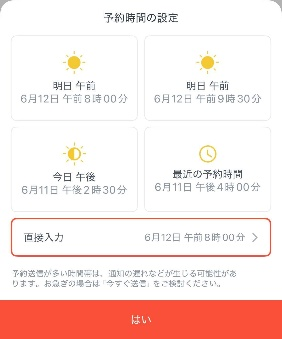 予約時間の設定
明日 午前
6月12日 午前8時00分
明日 午前
6月12日 午前9時30分
今日 午後
6月11日 午後2時30分
最近の予約時間
6月11日 午後4時00分
直接入力 6月12日 午前8時00分
予約送信が多い時間帯は、通知の遅れなどが生じる可能性があ
ります。お急ぎの場合は「今すぐ送信」をご検討ください。
はい